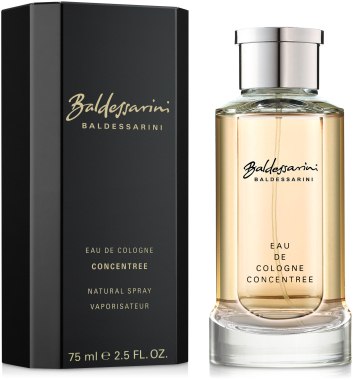 Baldessarini
BALDESSARINI
EAU DE COLOGNE
CONCENTREE
NATURAL SPRAY
VAPORISATEUR
75 ml e 2.5 FL. OZ.
Baldessarini
BALDESSARINI
EAU
DE
COLOGNE
CONCENTREE